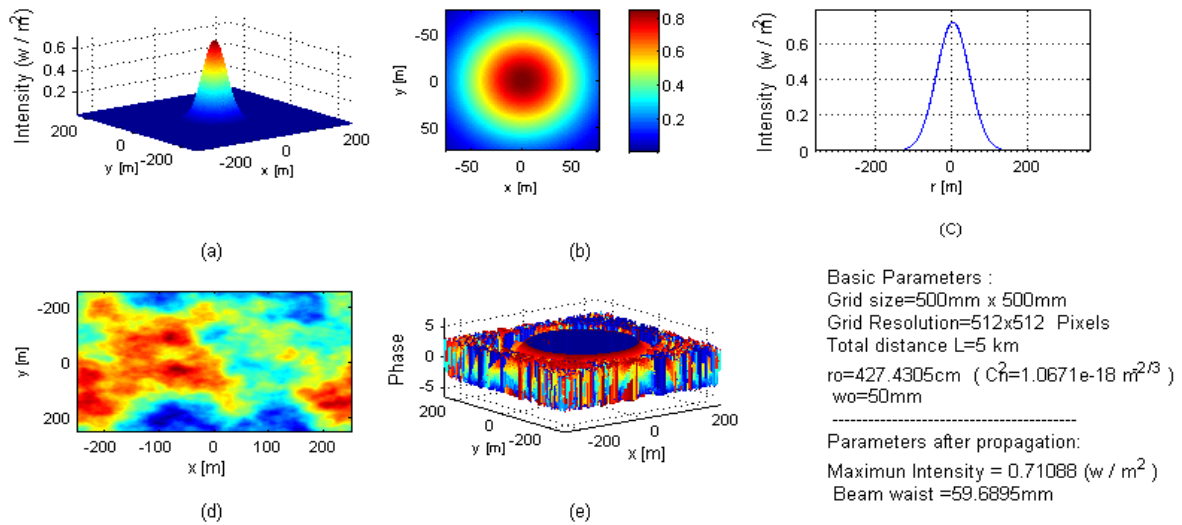 Intensity (w / m²)
0.6
0.4
0.2
200
0
-200
y [m]
-200
0
200
x [m]
(a)
y [m]
-50
0
50
-50
0
50
x [m]
0.8
0.6
0.4
0.2
(b)
Intensity (w / m²)
0.6
0.4
0.2
0
-200
0
200
r [m]
(C)
y [m]
-200
0
200
-200
-100
0
100
200
x [m]
(d)
Phase
5
0
-5
200
0
-200
y [m]
-200
0
200
x [m]
(e)
Basic Parameters :
Grid size=500mm x 500mm
Grid Resolution=512x512 Pixels
Total distance L=5 km
ro=427.4305cm ( Cn²=1.0671e-18 m^2/3 )
wo=50mm
-----------------------------------
Parameters after propagation:
Maximun Intensity = 0.71088 (w / m² )
Beam waist =59.6895mm